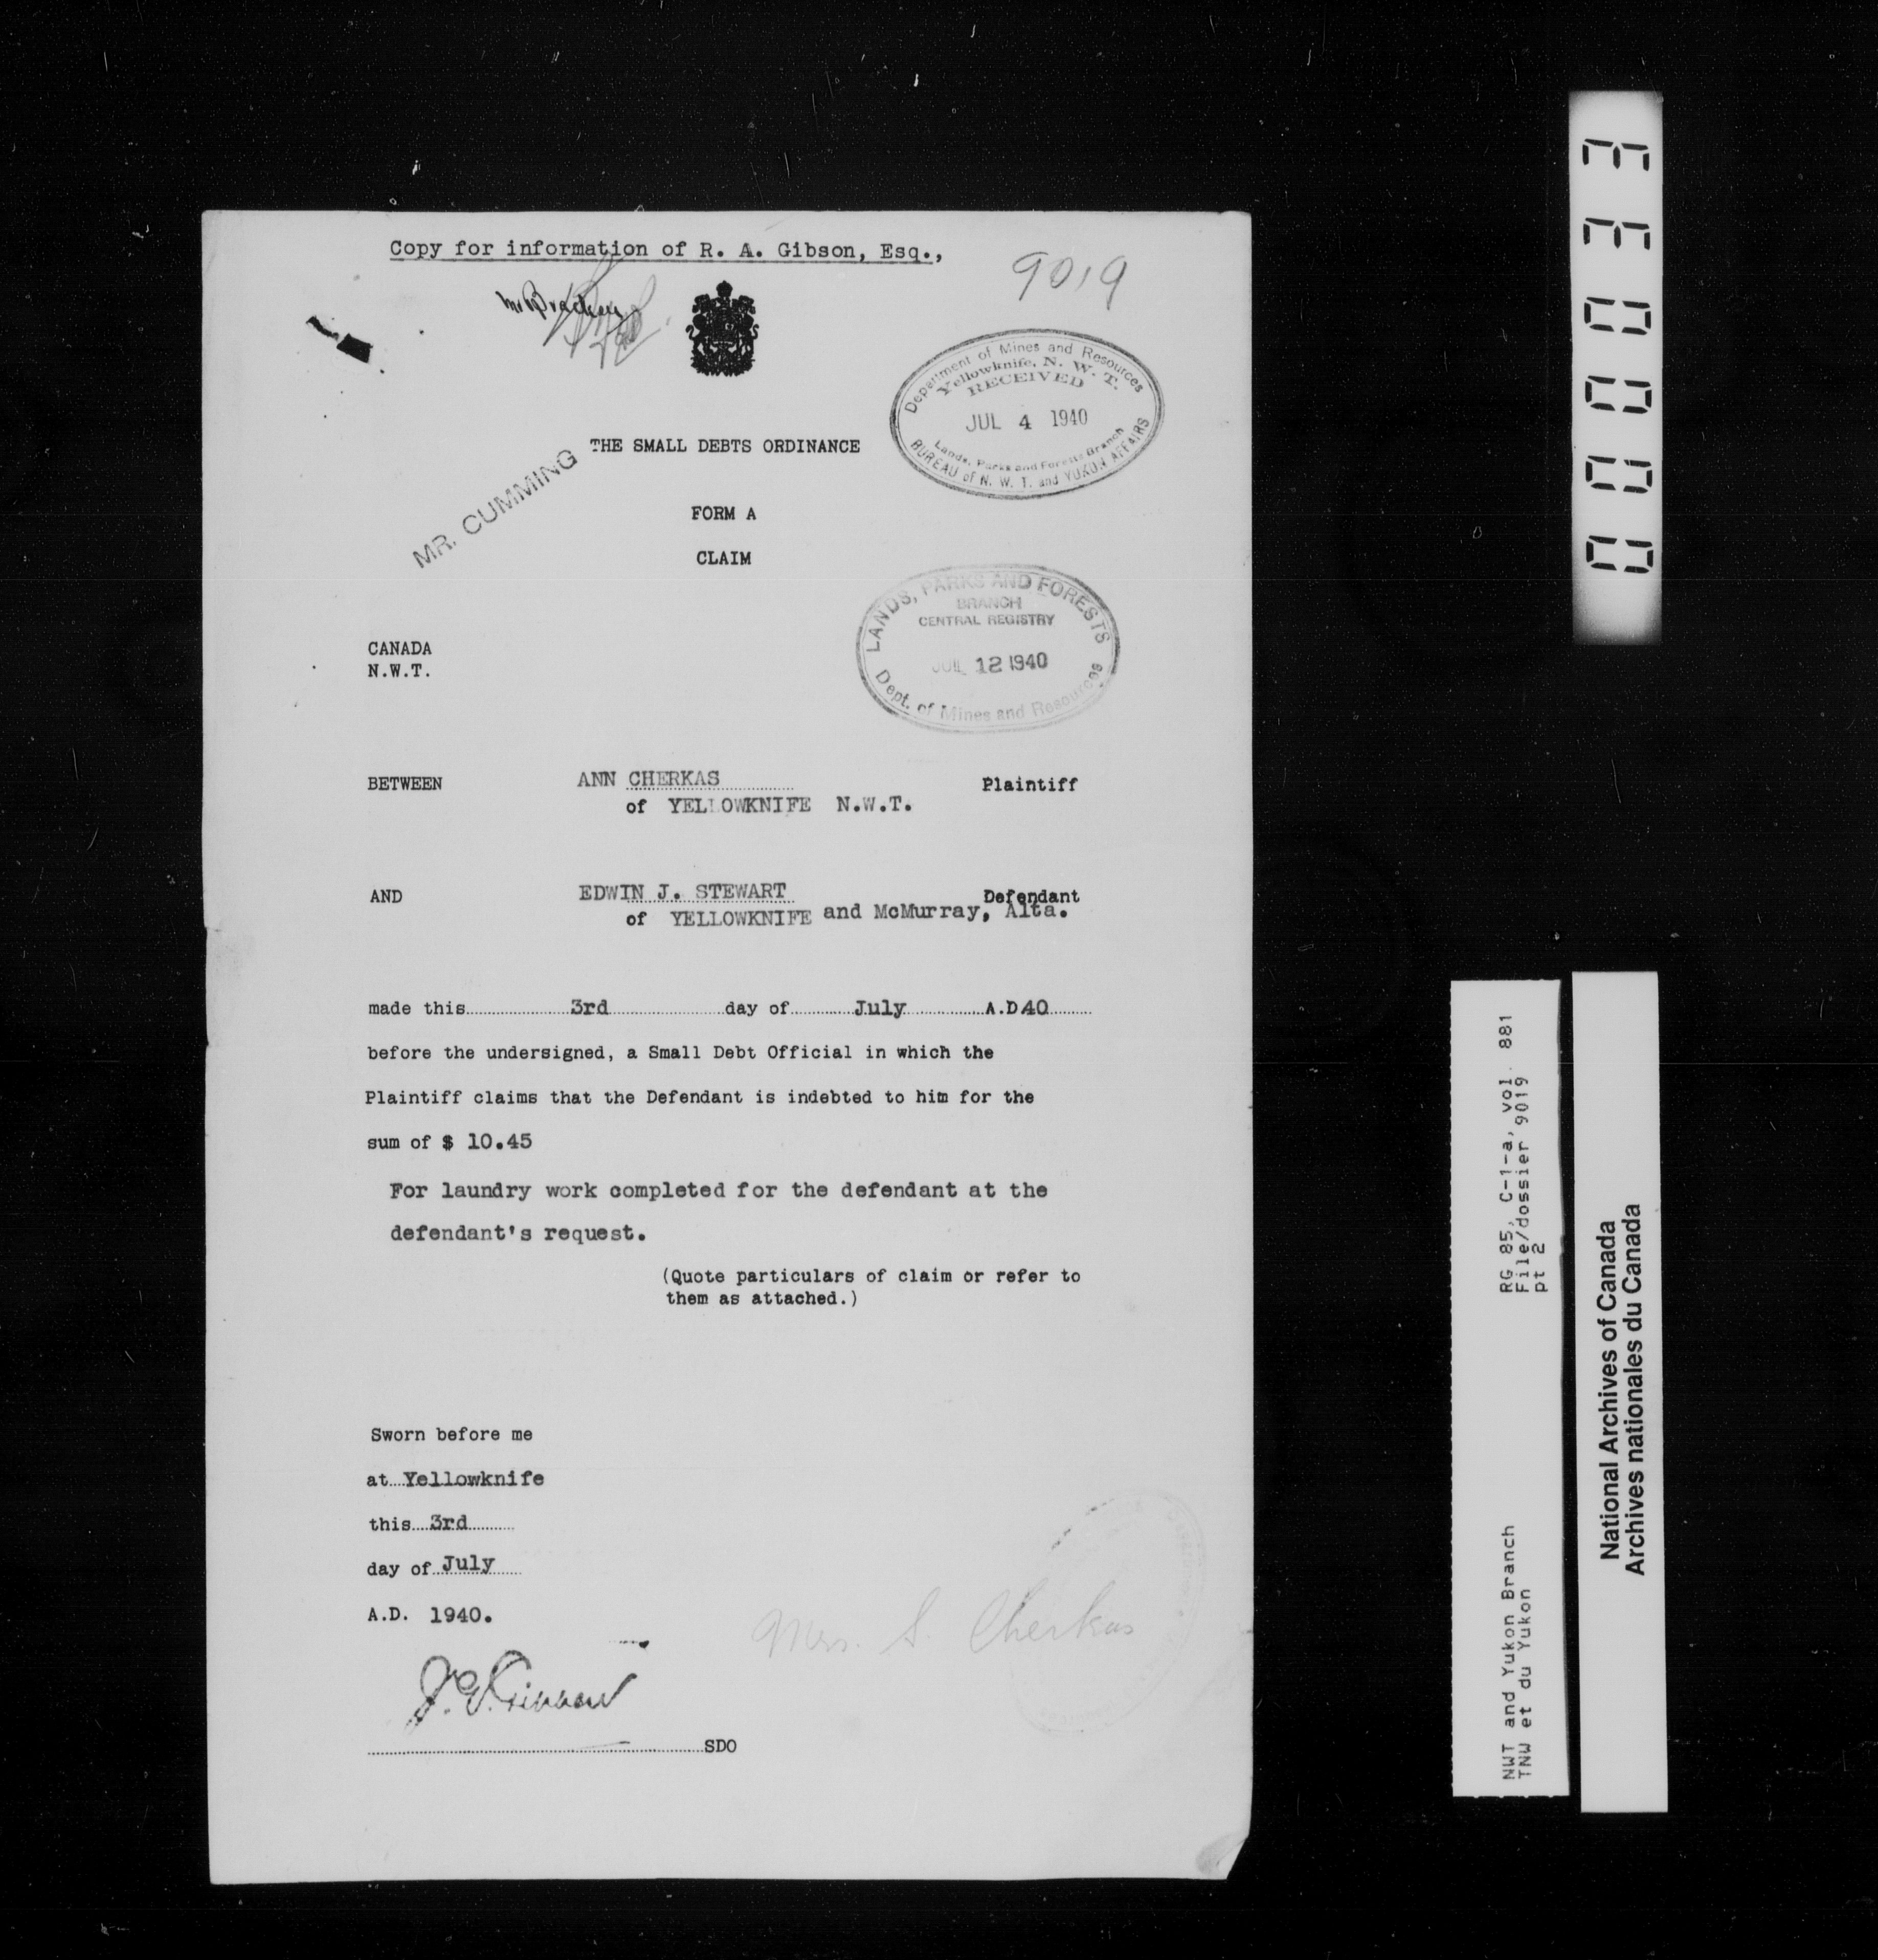 Copy for information of R. A. Gibson, Esq.,
9019
Mr Bracken
Department of Mines and Resources
Yellowknife, N. W. T.
RECEIVED
JUL 4 1940
Lands, Parks and Forests Branch
BUREAU of N. W. T. and YUKON AFFAIRS
THE SMALL DEBTS ORDINANCE
MR. CUMMING
FORM A
CLAIM
LANDS, PARKS AND FORESTS
BRANCH
CENTRAL REGISTRY
JUL 12 1940
Dept. of Mines and Resources
CANADA
N.W.T.
BETWEEN ANN CHERKAS Plaintiff
of YELLOWKNIFE N.W.T.
AND EDWIN J. STEWART Defendant
of YELLOWKNIFE and McMurray, Alta.
made this 3rd day of July A.D 40
before the undersigned, a Small Debt Official in which the
Plaintiff claims that the Defendant is indebted to him for the
sum of $ 10.45
For laundry work completed for the defendant at the
defendant's request.
(Quote particulars of claim or refer to
them as attached.)
Sworn before me
at Yellowknife
this 3rd
day of July
A.D. 1940.
Mrs. S. Cherkas
SDO
000033
RG 85, C-1-a, vol. 881
File/dossier 9019
pt 2
NWT and Yukon Branch
TNW et du Yukon
National Archives of Canada
Archives nationales du Canada